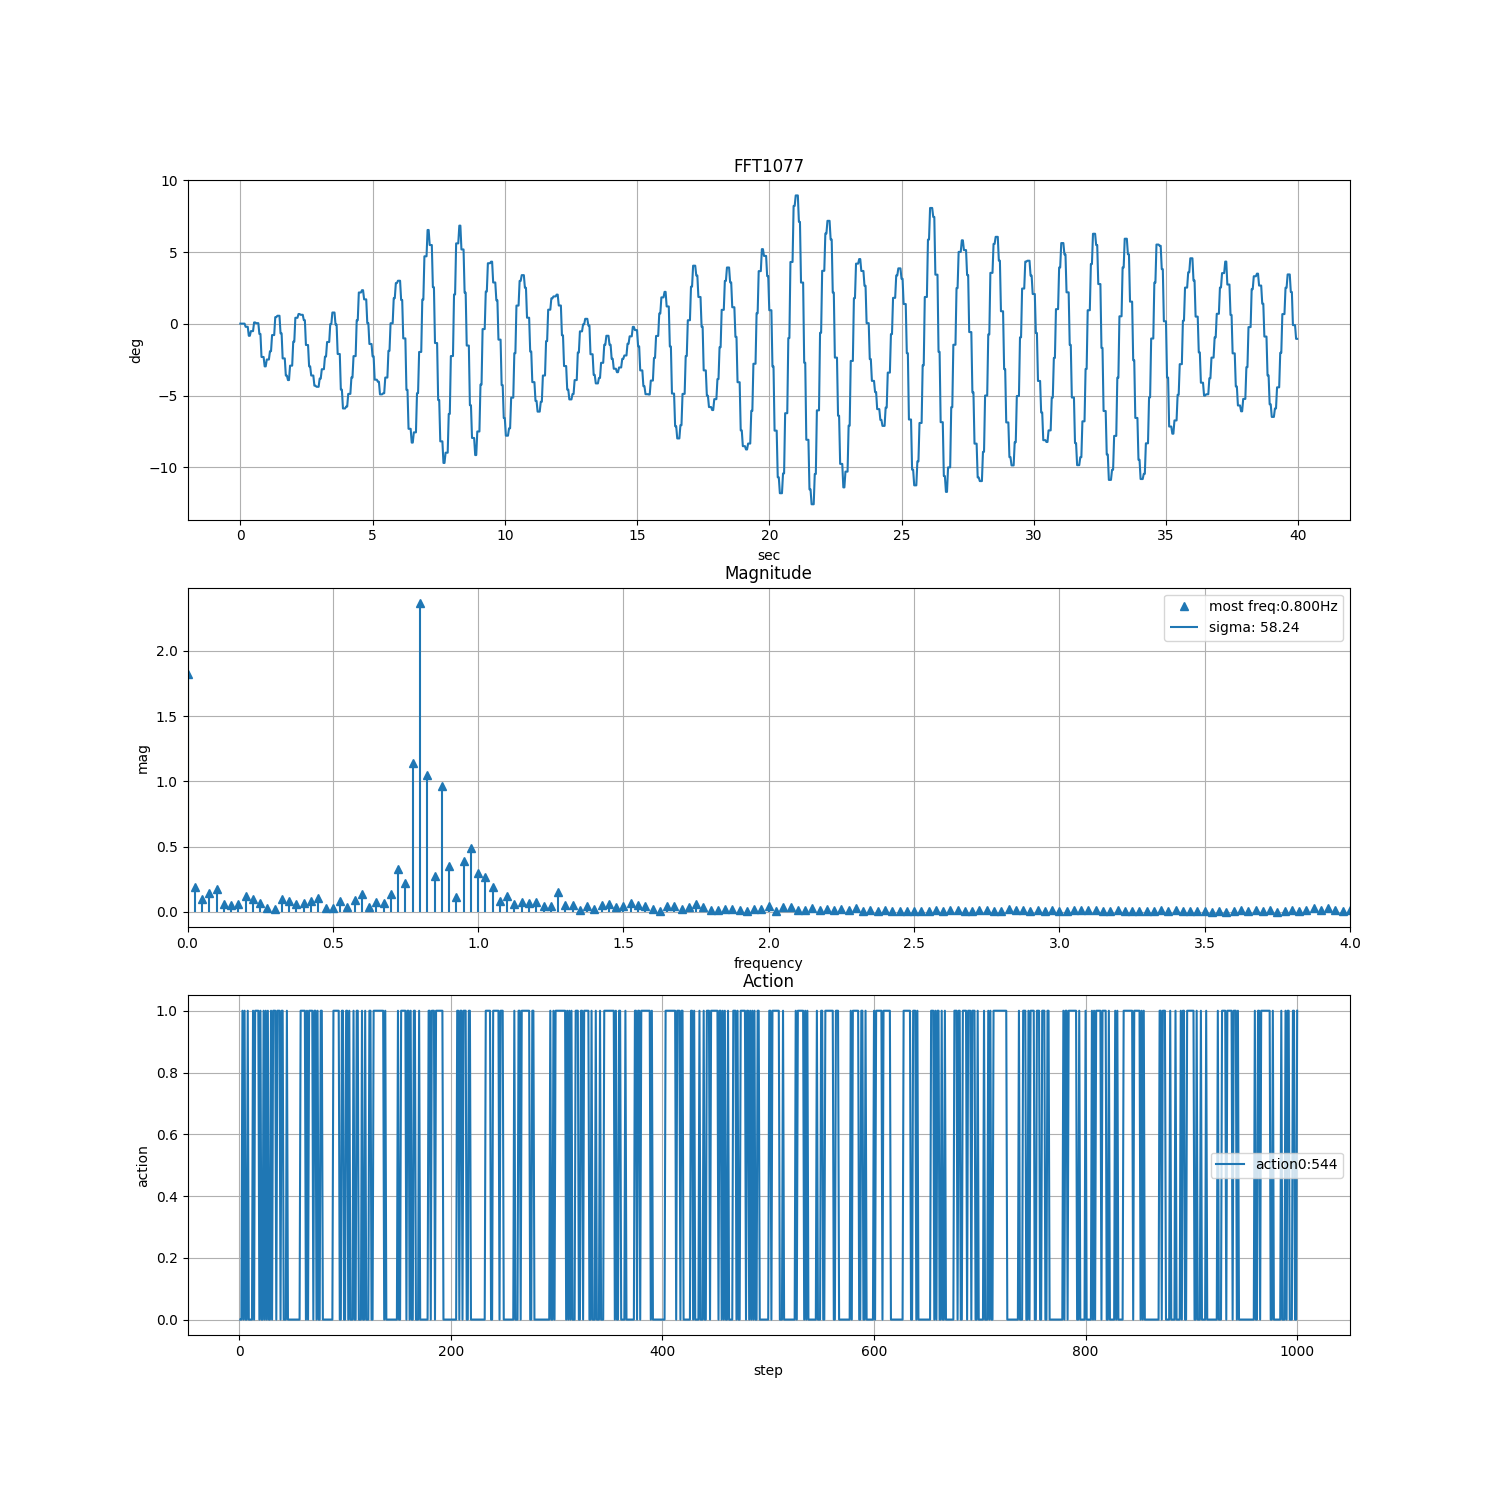 FFT1077
10
5
0
−5
−10
deg
0 5 10 15 20 25 30 35 40
sec
Magnitude
most freq:0.800Hz
sigma: 58.24
2.0
1.5
1.0
0.5
0.0
mag
0.0 0.5 1.0 1.5 2.0 2.5 3.0 3.5 4.0
frequency
Action
1.0
0.8
0.6
0.4
0.2
0.0
action
action0:544
0 200 400 600 800 1000
step